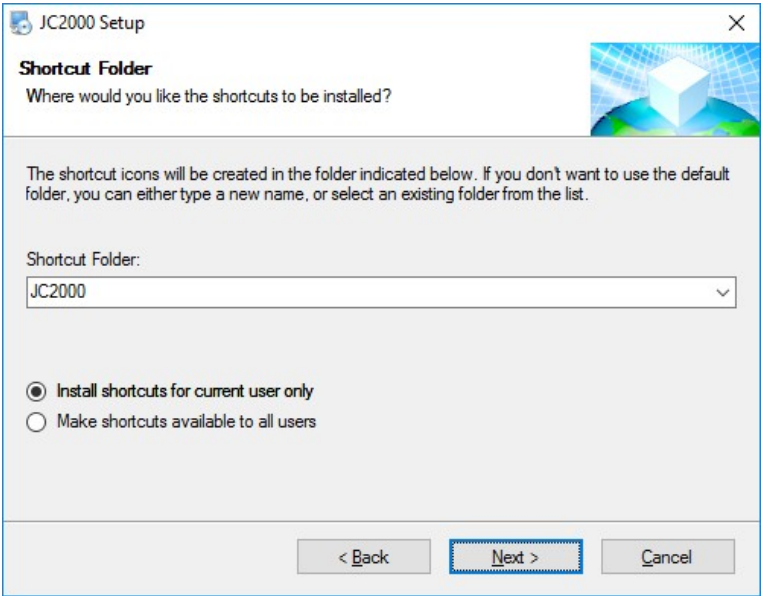 JC2000 Setup
Shortcut Folder
Where would you like the shortcuts to be installed?
The shortcut icons will be created in the folder indicated below. If you don't want to use the default
folder, you can either type a new name, or select an existing folder from the list.
Shortcut Folder:
JC2000
Install shortcuts for current user only
Make shortcuts available to all users
< Back
Next >
Cancel